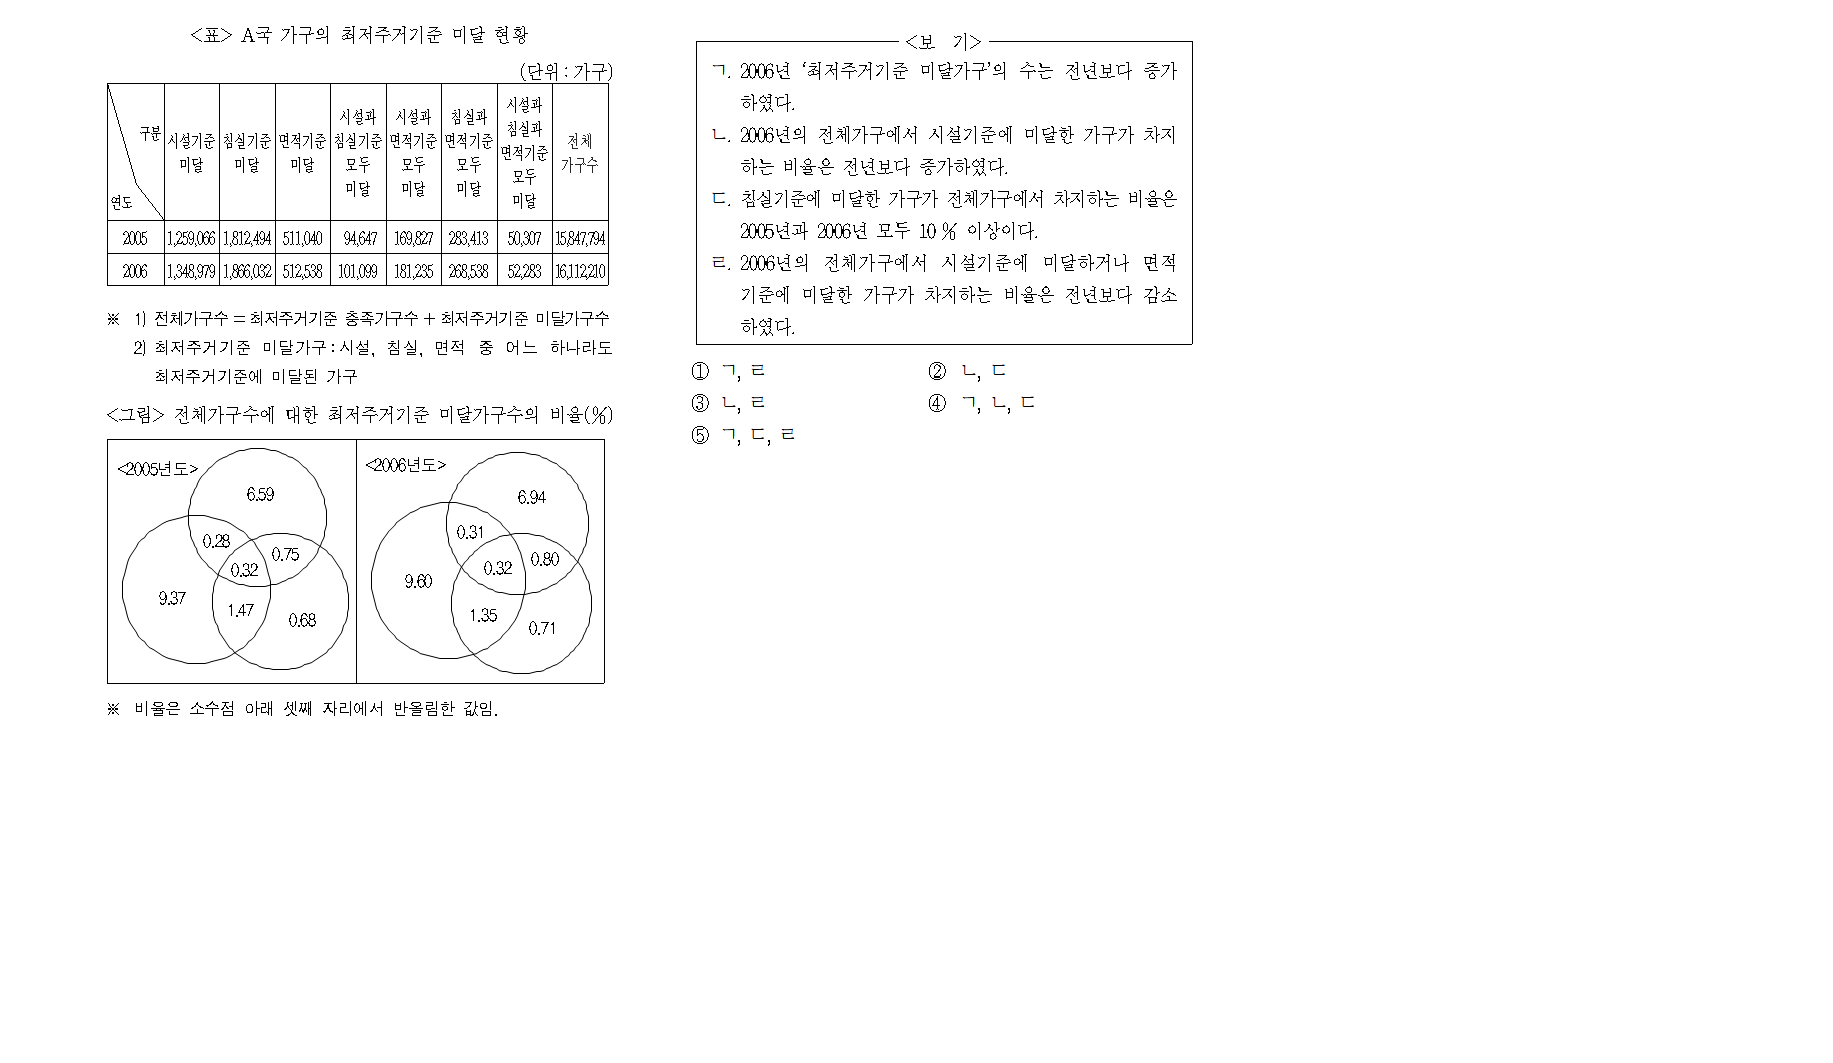 <표> A국 가구의 최저주거기준 미달 현황
(단위 : 가구)
구분
연도
시설기준
미달
침실기준
미달
면적기준
미달
시설과
침실기준
모두
미달
시설과
면적기준
모두
미달
침실과
면적기준
모두
미달
시설과
침실과
면적기준
모두
미달
전체
가구수
2005 1,259,066 1,812,494 511,040 94,647 169,827 283,413 50,307 15,847,794
2006 1,348,979 1,866,032 512,538 101,099 181,235 268,538 52,283 16,112,210
※ 1) 전체가구수 = 최저주거기준 충족가구수 + 최저주거기준 미달가구수
2) 최저주거기준 미달가구 : 시설, 침실, 면적 중 어느 하나라도
최저주거기준에 미달된 가구
<그림> 전체가구수에 대한 최저주거기준 미달가구수의 비율(%)
<2005년도>
6.59
0.28
0.75
0.32
9.37
1.47
0.68
<2006년도>
6.94
0.31
0.80
0.32
9.60
1.35
0.71
※ 비율은 소수점 아래 셋째 자리에서 반올림한 값임.
<보 기>
ㄱ. 2006년 ‘최저주거기준 미달가구’의 수는 전년보다 증가
하였다.
ㄴ. 2006년의 전체가구에서 시설기준에 미달한 가구가 차지
하는 비율은 전년보다 증가하였다.
ㄷ. 침실기준에 미달한 가구가 전체가구에서 차지하는 비율은
2005년과 2006년 모두 10 % 이상이다.
ㄹ. 2006년의 전체가구에서 시설기준에 미달하거나 면적
기준에 미달한 가구가 차지하는 비율은 전년보다 감소
하였다.
① ㄱ, ㄹ ② ㄴ, ㄷ
③ ㄴ, ㄹ ④ ㄱ, ㄴ, ㄷ
⑤ ㄱ, ㄷ, ㄹ